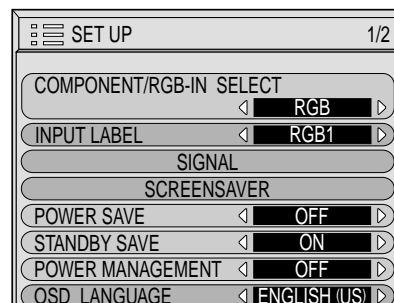 SET UP 1/2
COMPONENT/RGB-IN SELECT
RGB
INPUT LABEL RGB1
SIGNAL
SCREENSAVER
POWER SAVE OFF
STANDBY SAVE ON
POWER MANAGEMENT OFF
OSD LANGUAGE ENGLISH (US)